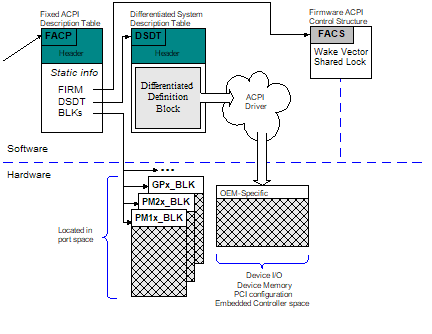 Fixed ACPI
Description Table
FACP
Header
Static info
FIRM
DSDT
BLKs
Differentiated System
Description Table
DSDT
Header
Differentiated
Definition
Block
ACPI
Driver
Firmware ACPI
Control Structure
FACS
Wake Vector
Shared Lock
Software
Hardware
GPx_BLK
PM2x_BLK
PM1x_BLK
Located in
port space
OEM-Specific
Device I/O
Device Memory
PCI configuration
Embedded Controller space